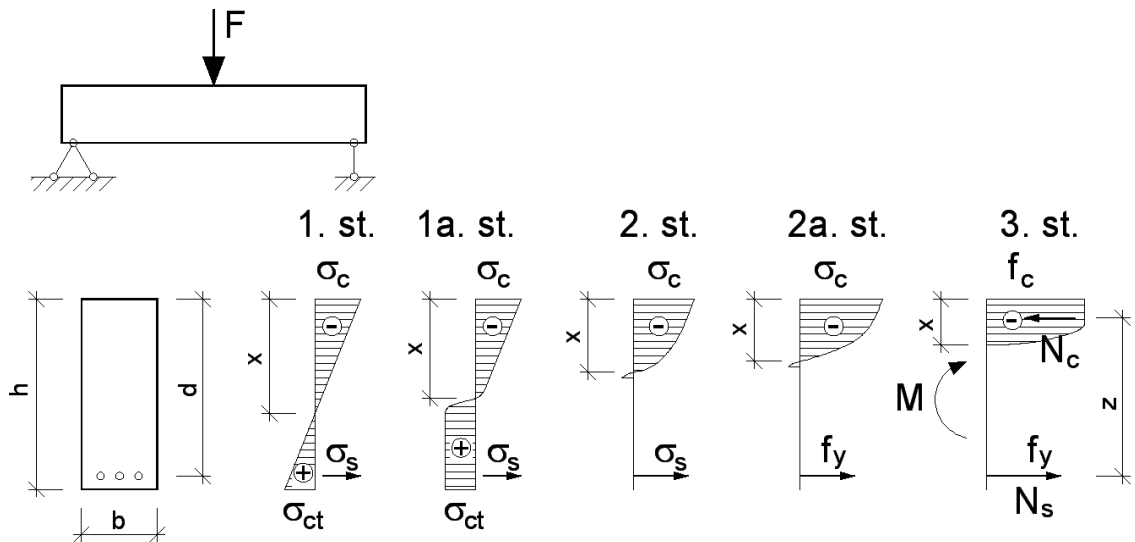 F
1. st. 1a. st. 2. st. 2a. st. 3. st.
σc σc σc σc fc
- - - - -
x x x x x
Nc
h d M z
+ +
σs σs fy fy
Ns
σct σct
b